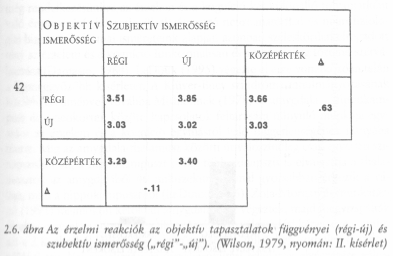 OBJEKTÍV SZUBJEKTÍV ISMERŐSSÉG
ISMERŐSSÉG
RÉGI ÚJ KÖZÉPÉRTÉK Δ
42
RÉGI 3.51 3.85 3.66
.63
ÚJ 3.03 3.02 3.03
KÖZÉPÉRTÉK 3.29 3.40
Δ -.11
2.6. ábra Az érzelmi reakciók az objektív tapasztalatok függvényei (régi-új) és
szubektív ismerősség („régi"-„új"). (Wilson, 1979, nyomán: II. kísérlet)